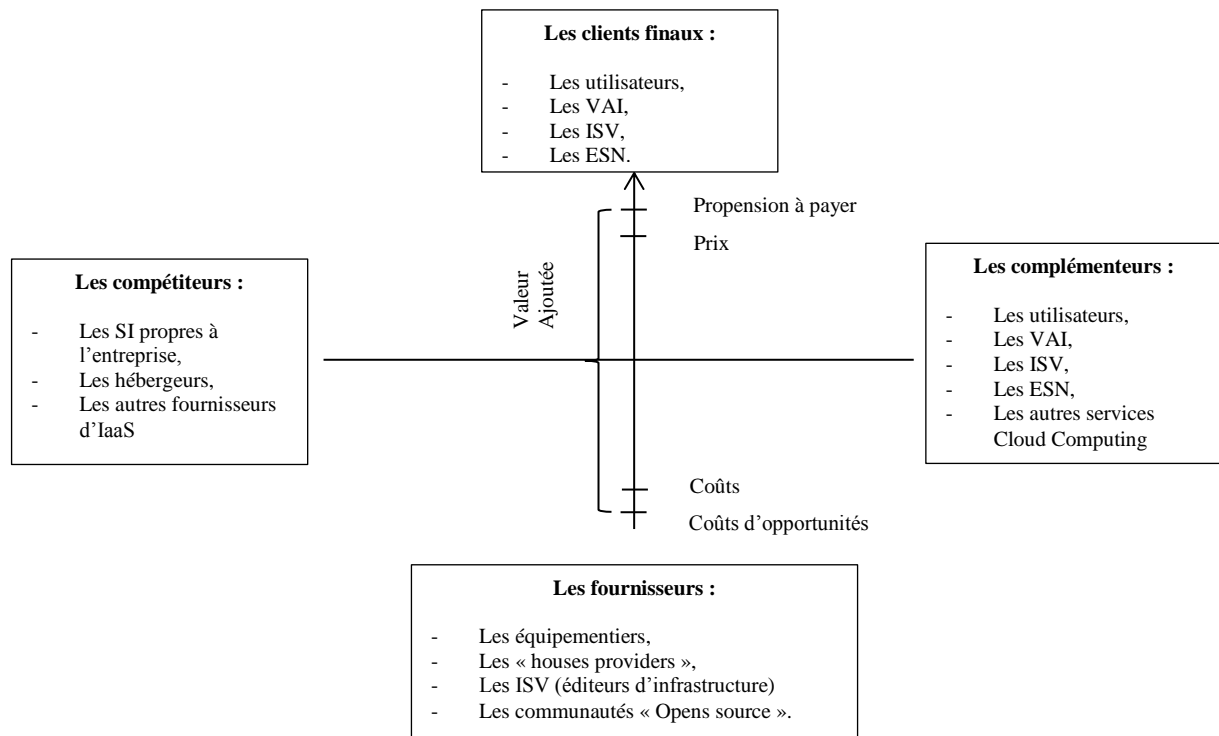 Les clients finaux :
- Les utilisateurs,
- Les VAI,
- Les ISV,
- Les ESN.
Propension à payer
Prix
Valeur
Ajoutée
Les compétiteurs :
- Les SI propres à
l’entreprise,
- Les hébergeurs,
- Les autres fournisseurs
d’IaaS
Les complémenteurs :
- Les utilisateurs,
- Les VAI,
- Les ISV,
- Les ESN,
- Les autres services
Cloud Computing
Coûts
Coûts d’opportunités
Les fournisseurs :
- Les équipementiers,
- Les « houses providers »,
- Les ISV (éditeurs d’infrastructure)
- Les communautés « Opens source ».